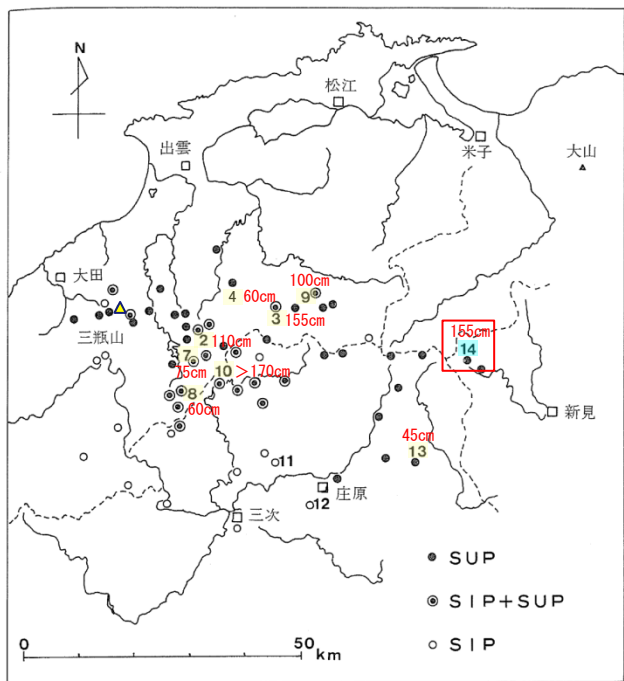 N
松江
米子
大山
出雲
大田
三瓶山
100cm
9
4 60cm
3 155cm
2
110cm
7
75cm
10 >170cm
8
60cm
155cm
14
新見
45cm
13
11
庄原
12
三次
SUP
SIP+SUP
SIP
0 50
km